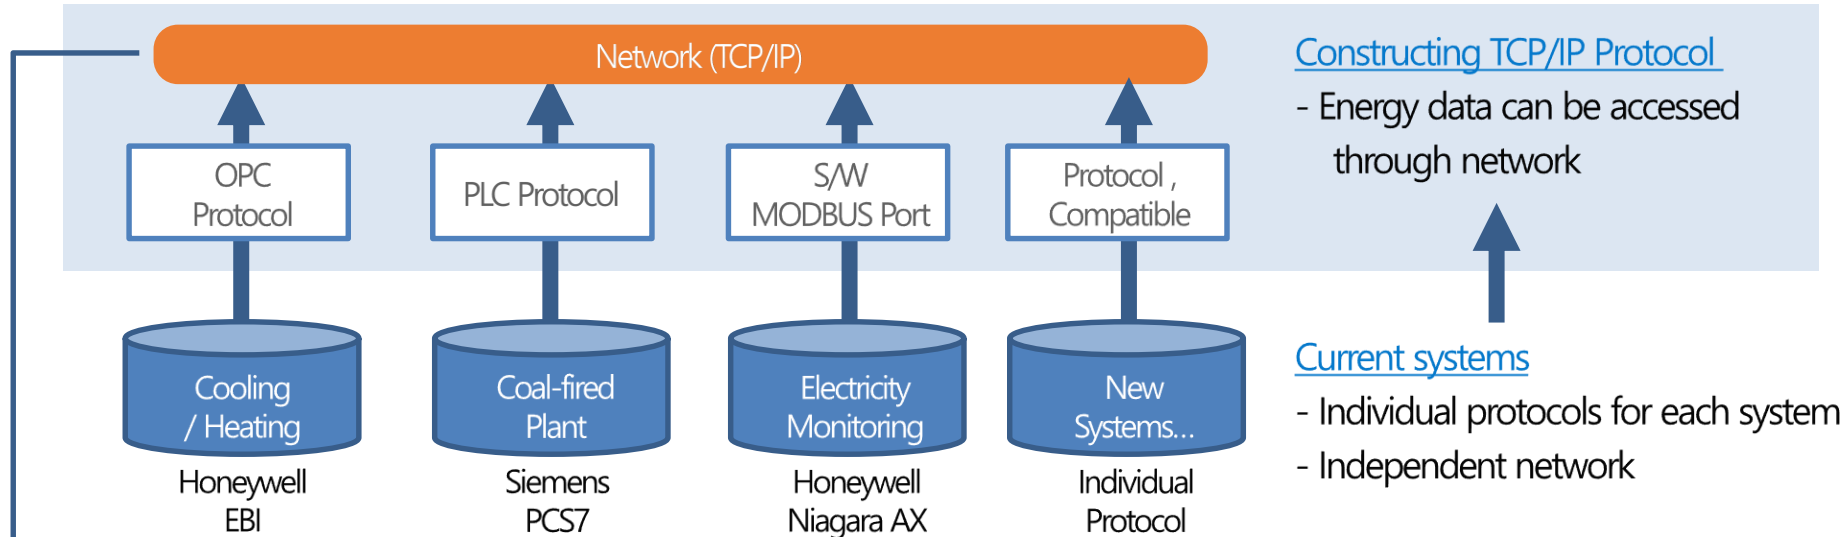 Network (TCP/IP)
Constructing TCP/IP Protocol
- Energy data can be accessed
through network
OPC
Protocol
PLC Protocol
S/W
MODBUS Port
Protocol ,
Compatible
Cooling
/ Heating
Coal-fired
Plant
Electricity
Monitoring
New
Systems...
Current systems
- Individual protocols for each system
- Independent network
Honeywell
EBI
Siemens
PCS7
Honeywell
Niagara AX
Individual
Protocol